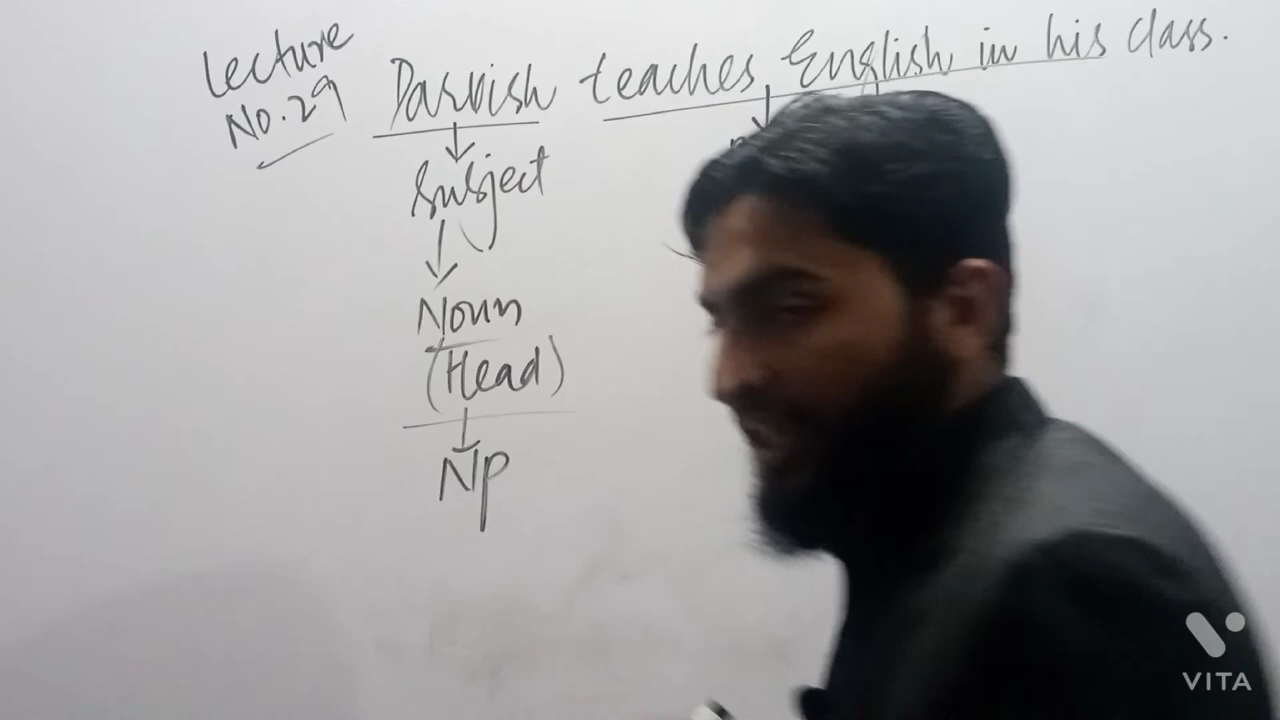 Lecture
No. 29
Darvish teaches English in his class.
Subject
Noun
(Head)
NP
VITA